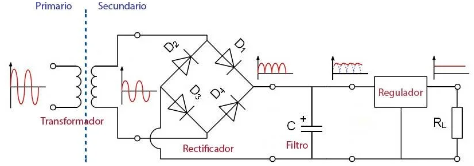 Primario
Secundario
D2
D1
D3
D4
Transformador
Rectificador
C
+
Filtro
Regulador
RL